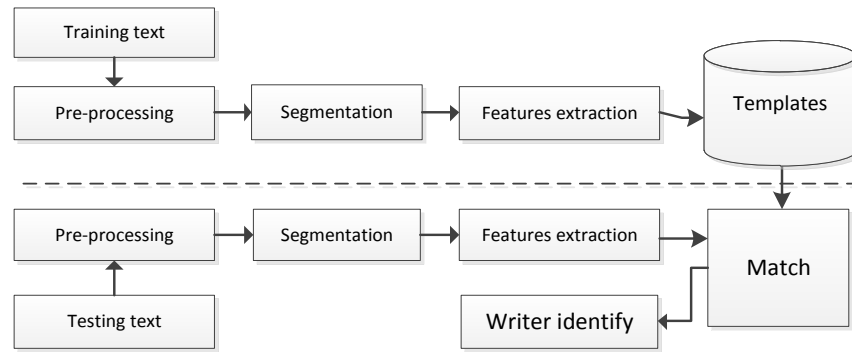 Training text
Pre-processing
Segmentation
Features extraction
Templates
Pre-processing
Segmentation
Features extraction
Match
Testing text
Writer identify